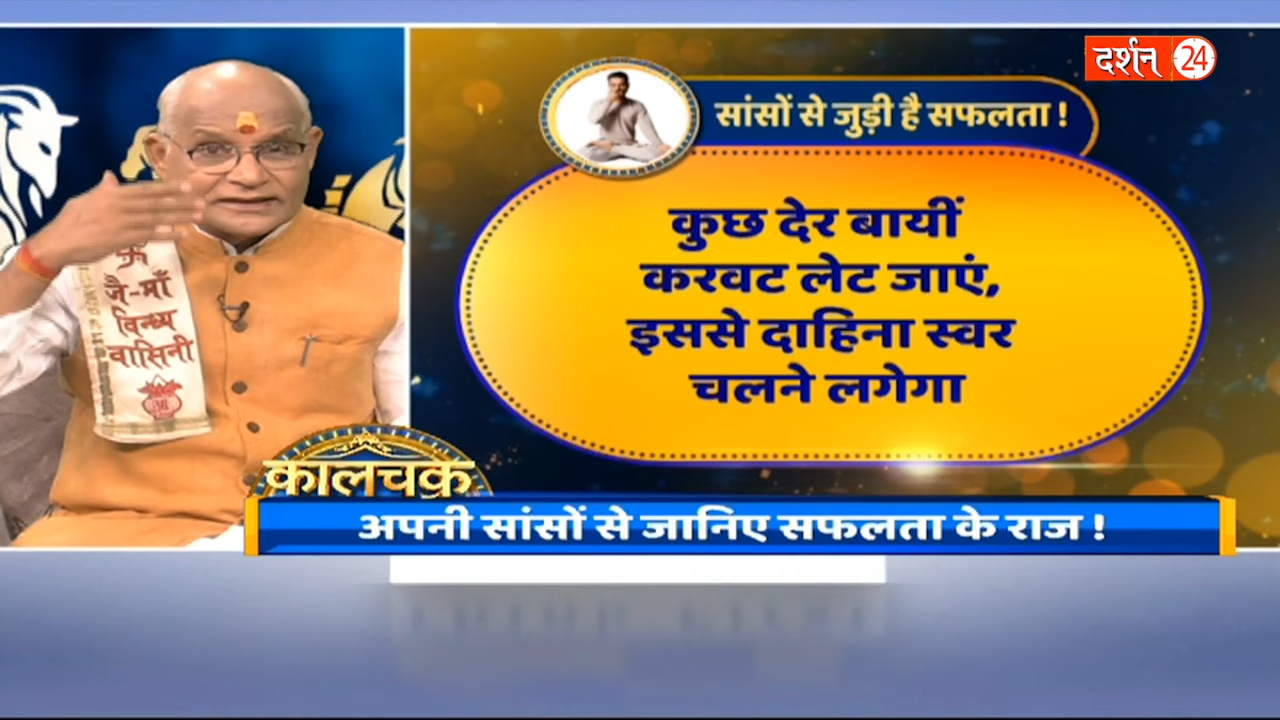 दर्शन 24
सांसों से जुड़ी है सफलता !
कुछ देर बायीं
करवट लेट जाएं,
इससे दाहिना स्वर
चलने लगेगा
जै-माँ
विन्ध्य
वासिनी
कालचक्र
अपनी सांसों से जानिए सफलता के राज !